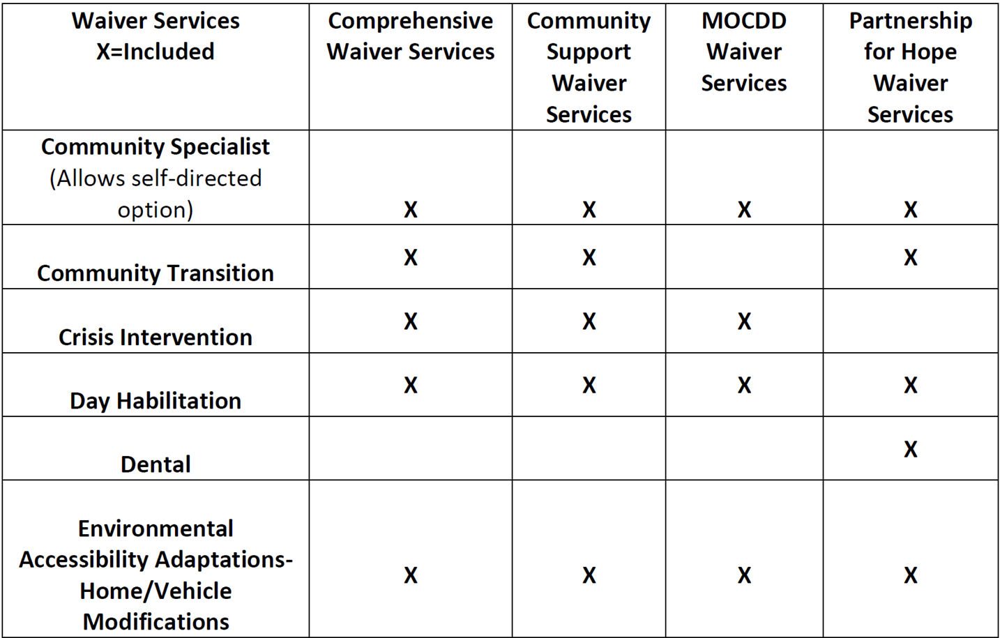 Waiver Services
X=Included
Comprehensive
Waiver Services
Community
Support
Waiver
Services
MOCDD
Waiver
Services
Partnership
for Hope
Waiver
Services
Community Specialist
(Allows self-directed
option)
X
X
X
X
Community Transition
X
X
X
Crisis Intervention
X
X
X
Day Habilitation
X
X
X
X
Dental
X
Environmental
Accessibility Adaptations-
Home/Vehicle
Modifications
X
X
X
X